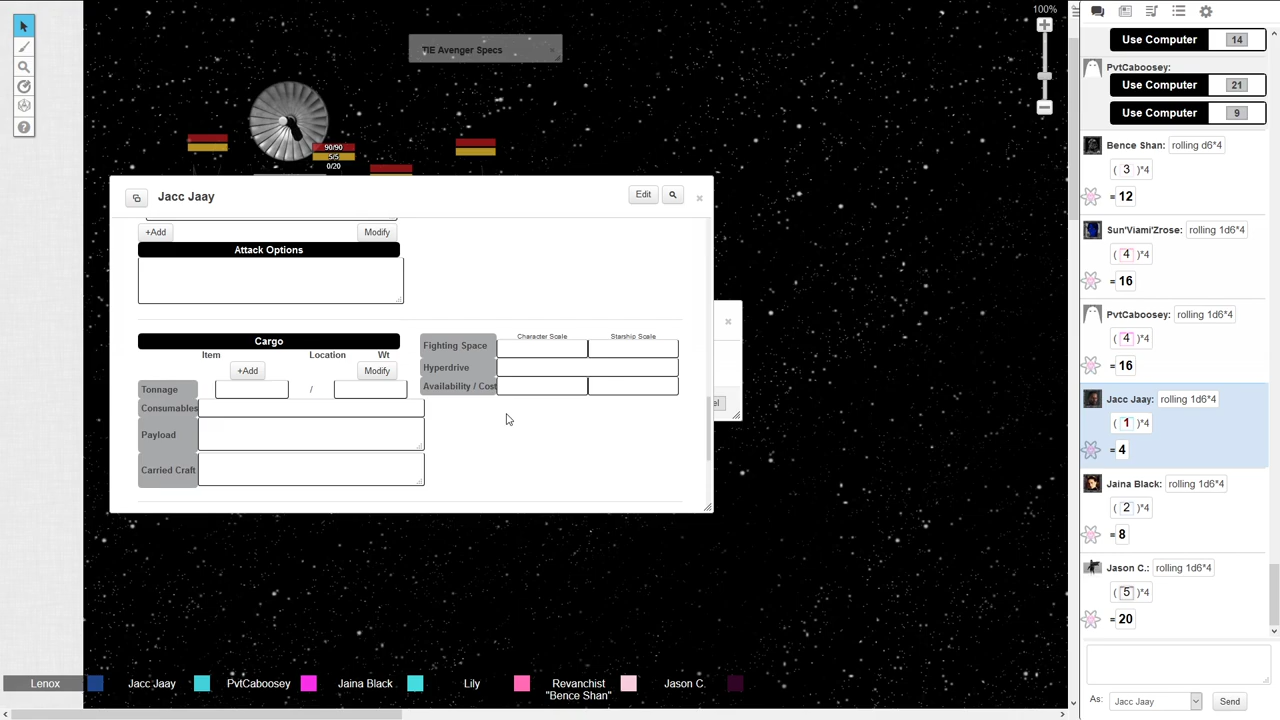 100%
TIE Avenger Specs
90/90
5/5
0/20
Jacc Jaay
Edit
+Add
Modify
Attack Options
Cargo
Item
Location
Wt
+Add
Modify
Tonnage
/
Consumables
Payload
Carried Craft
Character Scale
Starship Scale
Fighting Space
Hyperdrive
Availability / Cost
el
Use Computer
14
PvtCaboosey:
Use Computer
21
Use Computer
9
Bence Shan: rolling d6*4
( 3 )*4
= 12
Sun'Viami'Zrose: rolling 1d6*4
( 4 )*4
= 16
PvtCaboosey: rolling 1d6*4
( 4 )*4
= 16
Jacc Jaay: rolling 1d6*4
( 1 )*4
= 4
Jaina Black: rolling 1d6*4
( 2 )*4
= 8
Jason C.: rolling 1d6*4
( 5 )*4
= 20
As:
Jacc Jaay
Send
Lenox
Jacc Jaay
PvtCaboosey
Jaina Black
Lily
Revanchist
"Bence Shan"
Jason C.